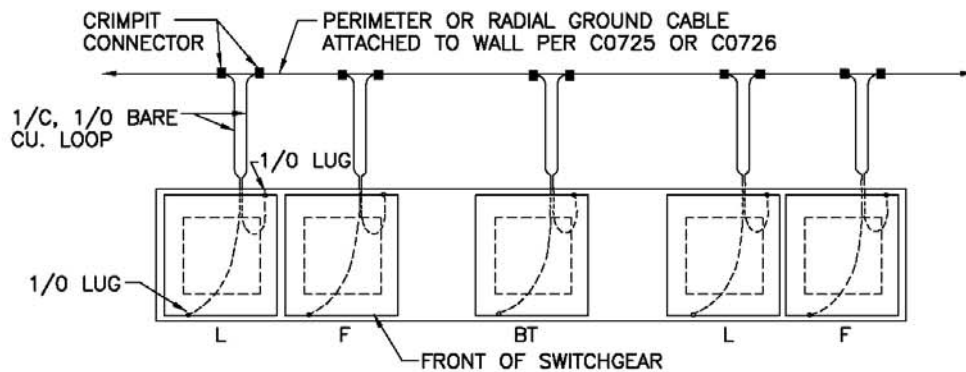 CRIMPIT
CONNECTOR
PERIMETER OR RADIAL GROUND CABLE
ATTACHED TO WALL PER C0725 OR C0726
1/C, 1/0 BARE
CU. LOOP
1/0 LUG
1/0 LUG
L
F
BT
L
F
FRONT OF SWITCHGEAR